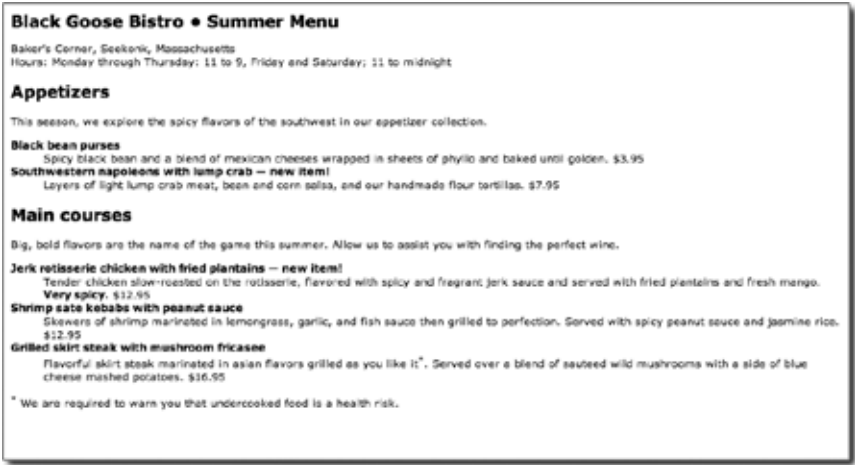 Black Goose Bistro • Summer Menu
Baker's Corner, Seekonk, Massachusetts
Hours: Monday through Thursday: 11 to 9, Friday and Saturday; 11 to midnight
Appetizers
This season, we explore the spicy flavors of the southwest in our appetizer collection.
Black bean purses
Spicy black bean and a blend of mexican cheeses wrapped in sheets of phyllo and baked until golden. $3.95
Southwestern napoleons with lump crab — new item!
Layers of light lump crab meat, bean and corn salsa, and our handmade flour tortillas. $7.95
Main courses
Big, bold flavors are the name of the game this summer. Allow us to assist you with finding the perfect wine.
Jerk rotisserie chicken with fried plantains — new item!
Tender chicken slow-roasted on the rotisserie, flavored with spicy and fragrant jerk sauce and served with fried plantains and fresh mango.
Very spicy. $12.95
Shrimp sate kebabs with peanut sauce
Skewers of shrimp marinated in lemongrass, garlic, and fish sauce then grilled to perfection. Served with spicy peanut sauce and jasmine rice.
$12.95
Grilled skirt steak with mushroom fricasee
Flavorful skirt steak marinated in asian flavors grilled as you like it*. Served over a blend of sauteed wild mushrooms with a side of blue
cheese mashed potatoes. $16.95
* We are required to warn you that undercooked food is a health risk.